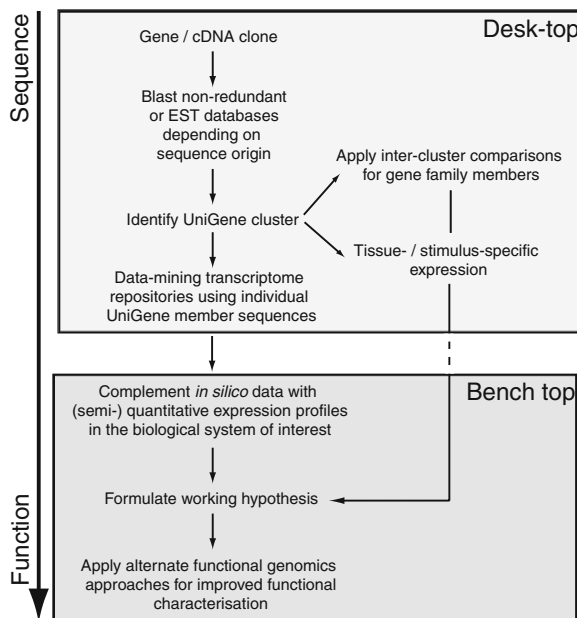 Sequence
Desk-top
Gene / cDNA clone
Blast non-redundant
or EST databases
depending on
sequence origin
Apply inter-cluster comparisons
for gene family members
Identify UniGene cluster
Tissue- / stimulus-specific
expression
Data-mining transcriptome
repositories using individual
UniGene member sequences
Bench top
Complement in silico data with
(semi-) quantitative expression profiles
in the biological system of interest
Formulate working hypothesis
Apply alternate functional genomics
approaches for improved functional
characterisation
Function